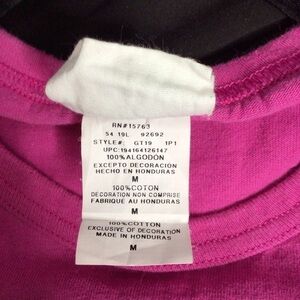 RN#15763
54 19L 92692
STYLE#: GT19 1P1
UPC:194164126147
100%ALGODON
EXCEPTO DECORACIÓN
HECHO EN HONDURAS
M
100%COTON
DECORATION NON COMPRISE
FABRIQUE AU HONDURAS
M
100%COTTON
EXCLUSIVE OF DECORATION
MADE IN HONDURAS
M